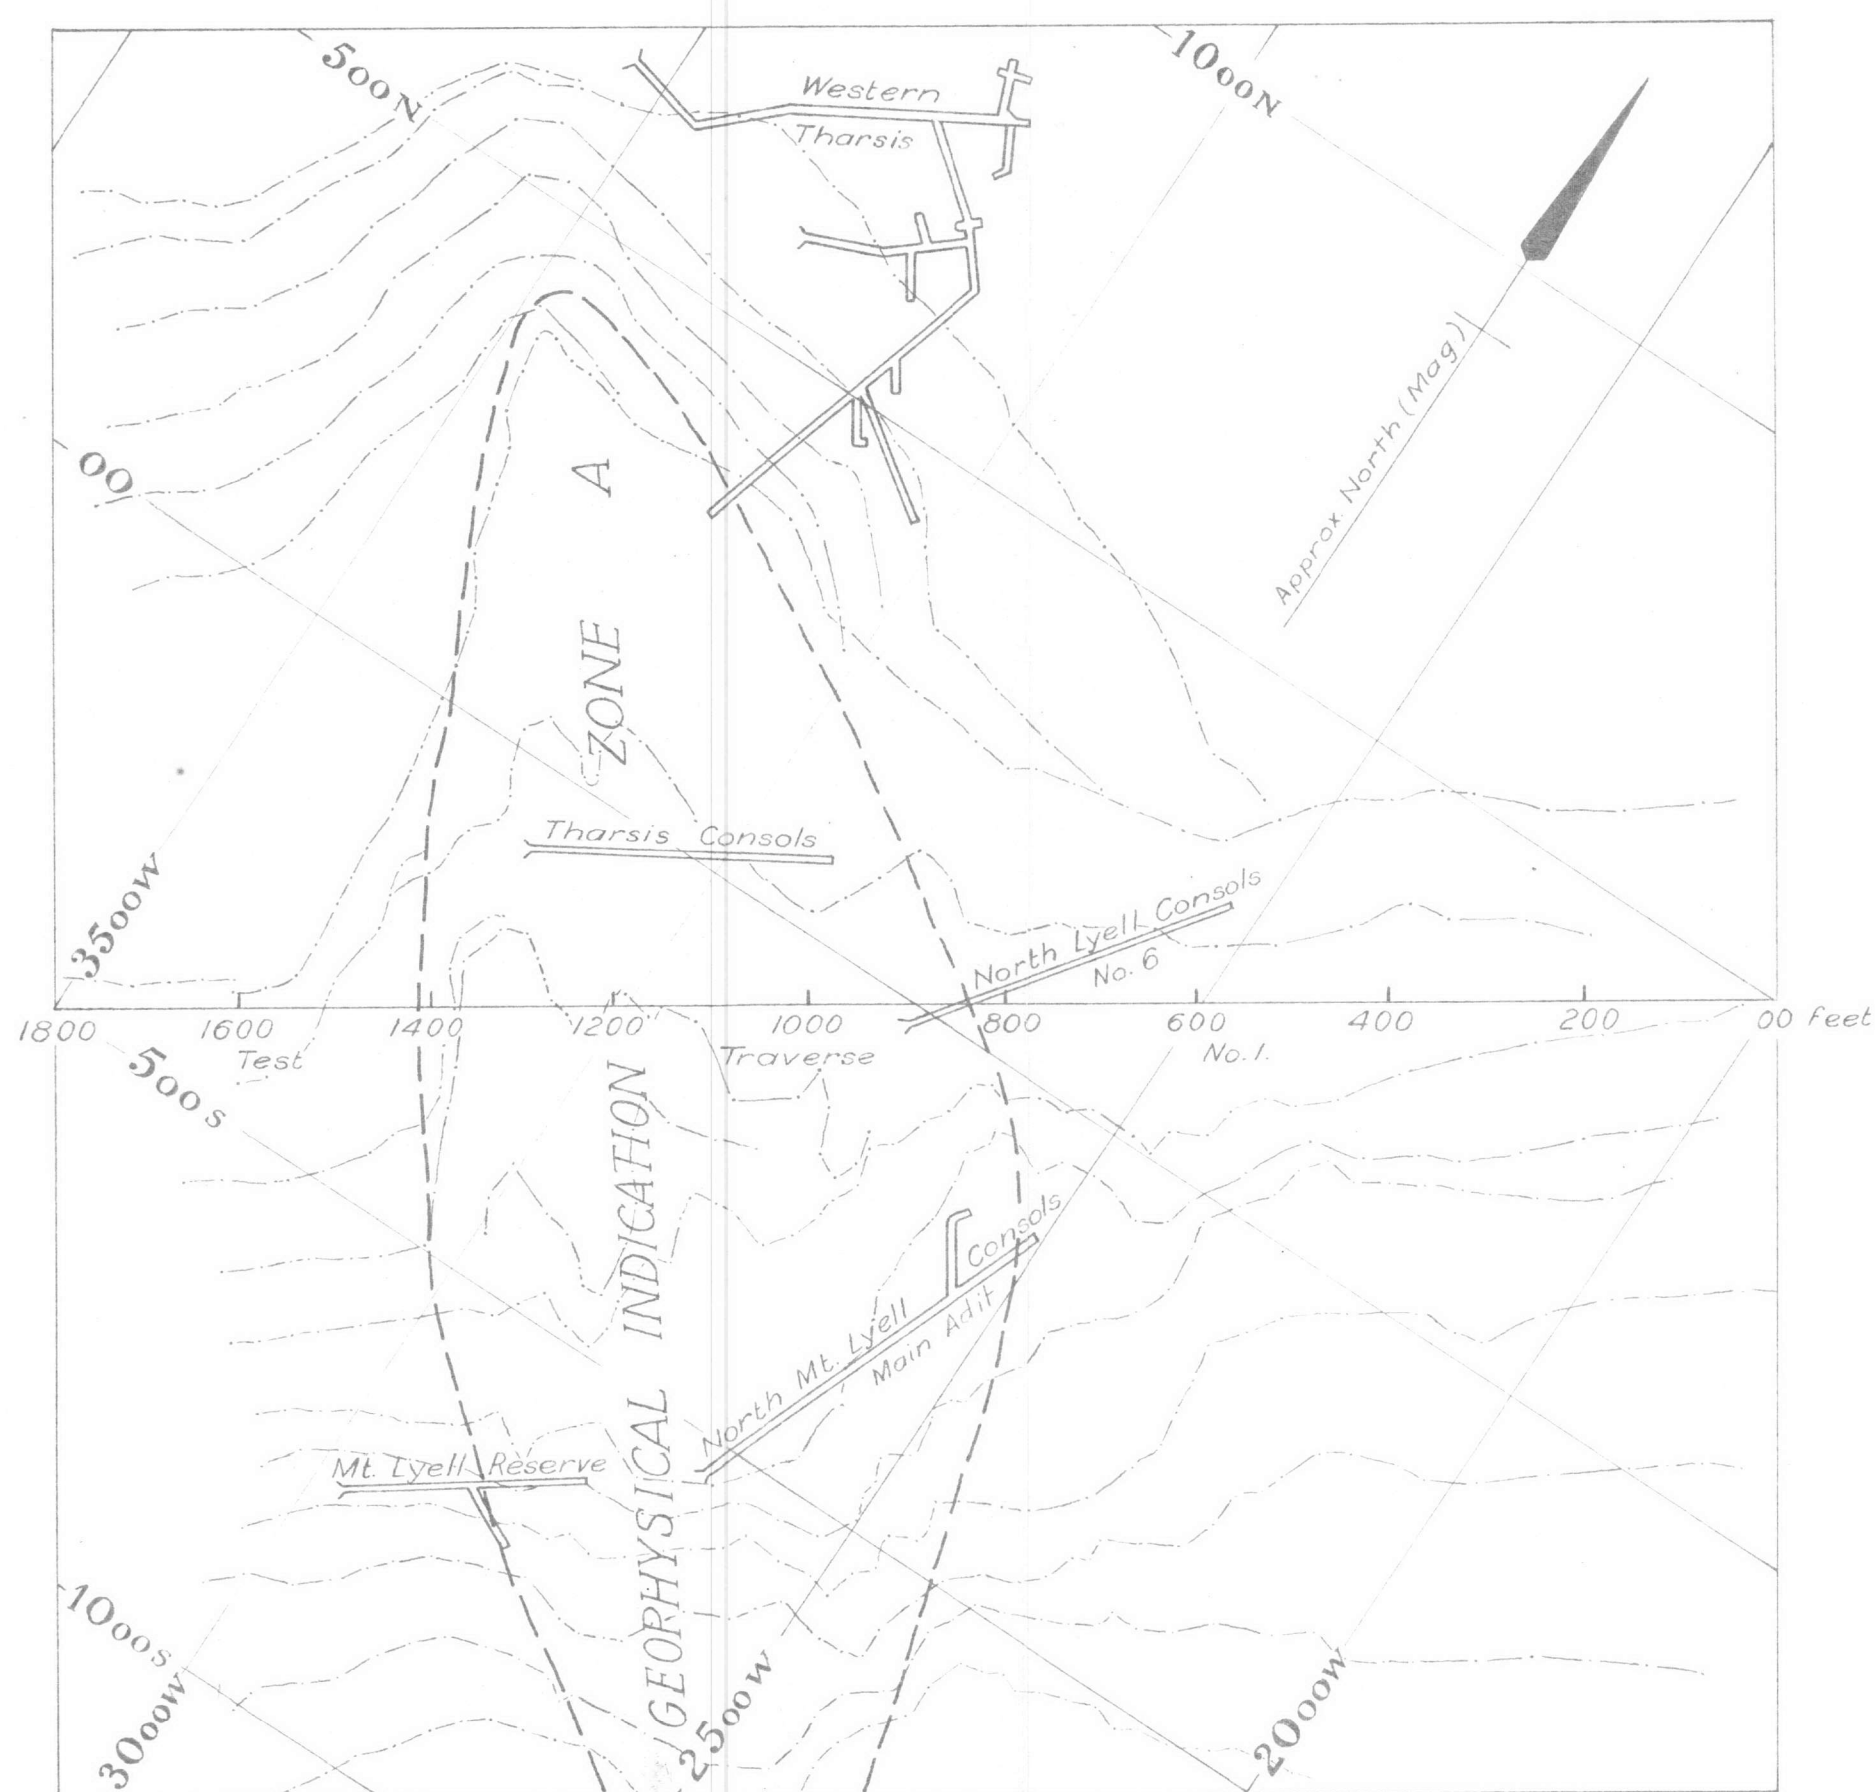 500N
1000N
Western
Tharsis
Approx. North (Mag)
00
ZONE A
Tharsis Consols
3500W
North Lyell Consols
No. 6
1800 1600 1400 1200 1000 800 600 400 200 00 feet
Test Traverse No. 1.
500S
GEOPHYSICAL INDICATION
North Mt. Lyell Consols
Main Adit
Mt. Lyell Reserve
1000S
3000W
2500W
2000W